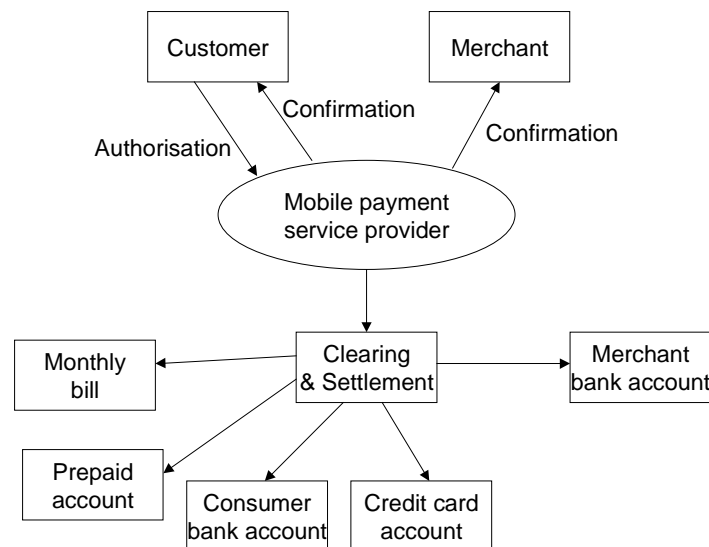 Customer
Merchant
Confirmation
Confirmation
Authorisation
Mobile payment
service provider
Monthly
bill
Clearing
& Settlement
Merchant
bank account
Prepaid
account
Consumer
bank account
Credit card
account